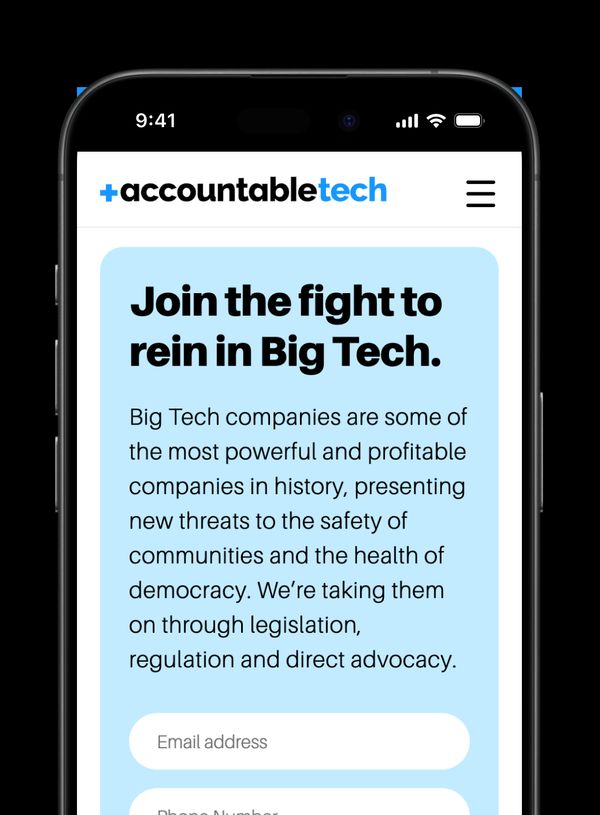 9:41
+accountabletech
Join the fight to
rein in Big Tech.
Big Tech companies are some of
the most powerful and profitable
companies in history, presenting
new threats to the safety of
communities and the health of
democracy. We’re taking them
on through legislation,
regulation and direct advocacy.
Email address
Phone Number